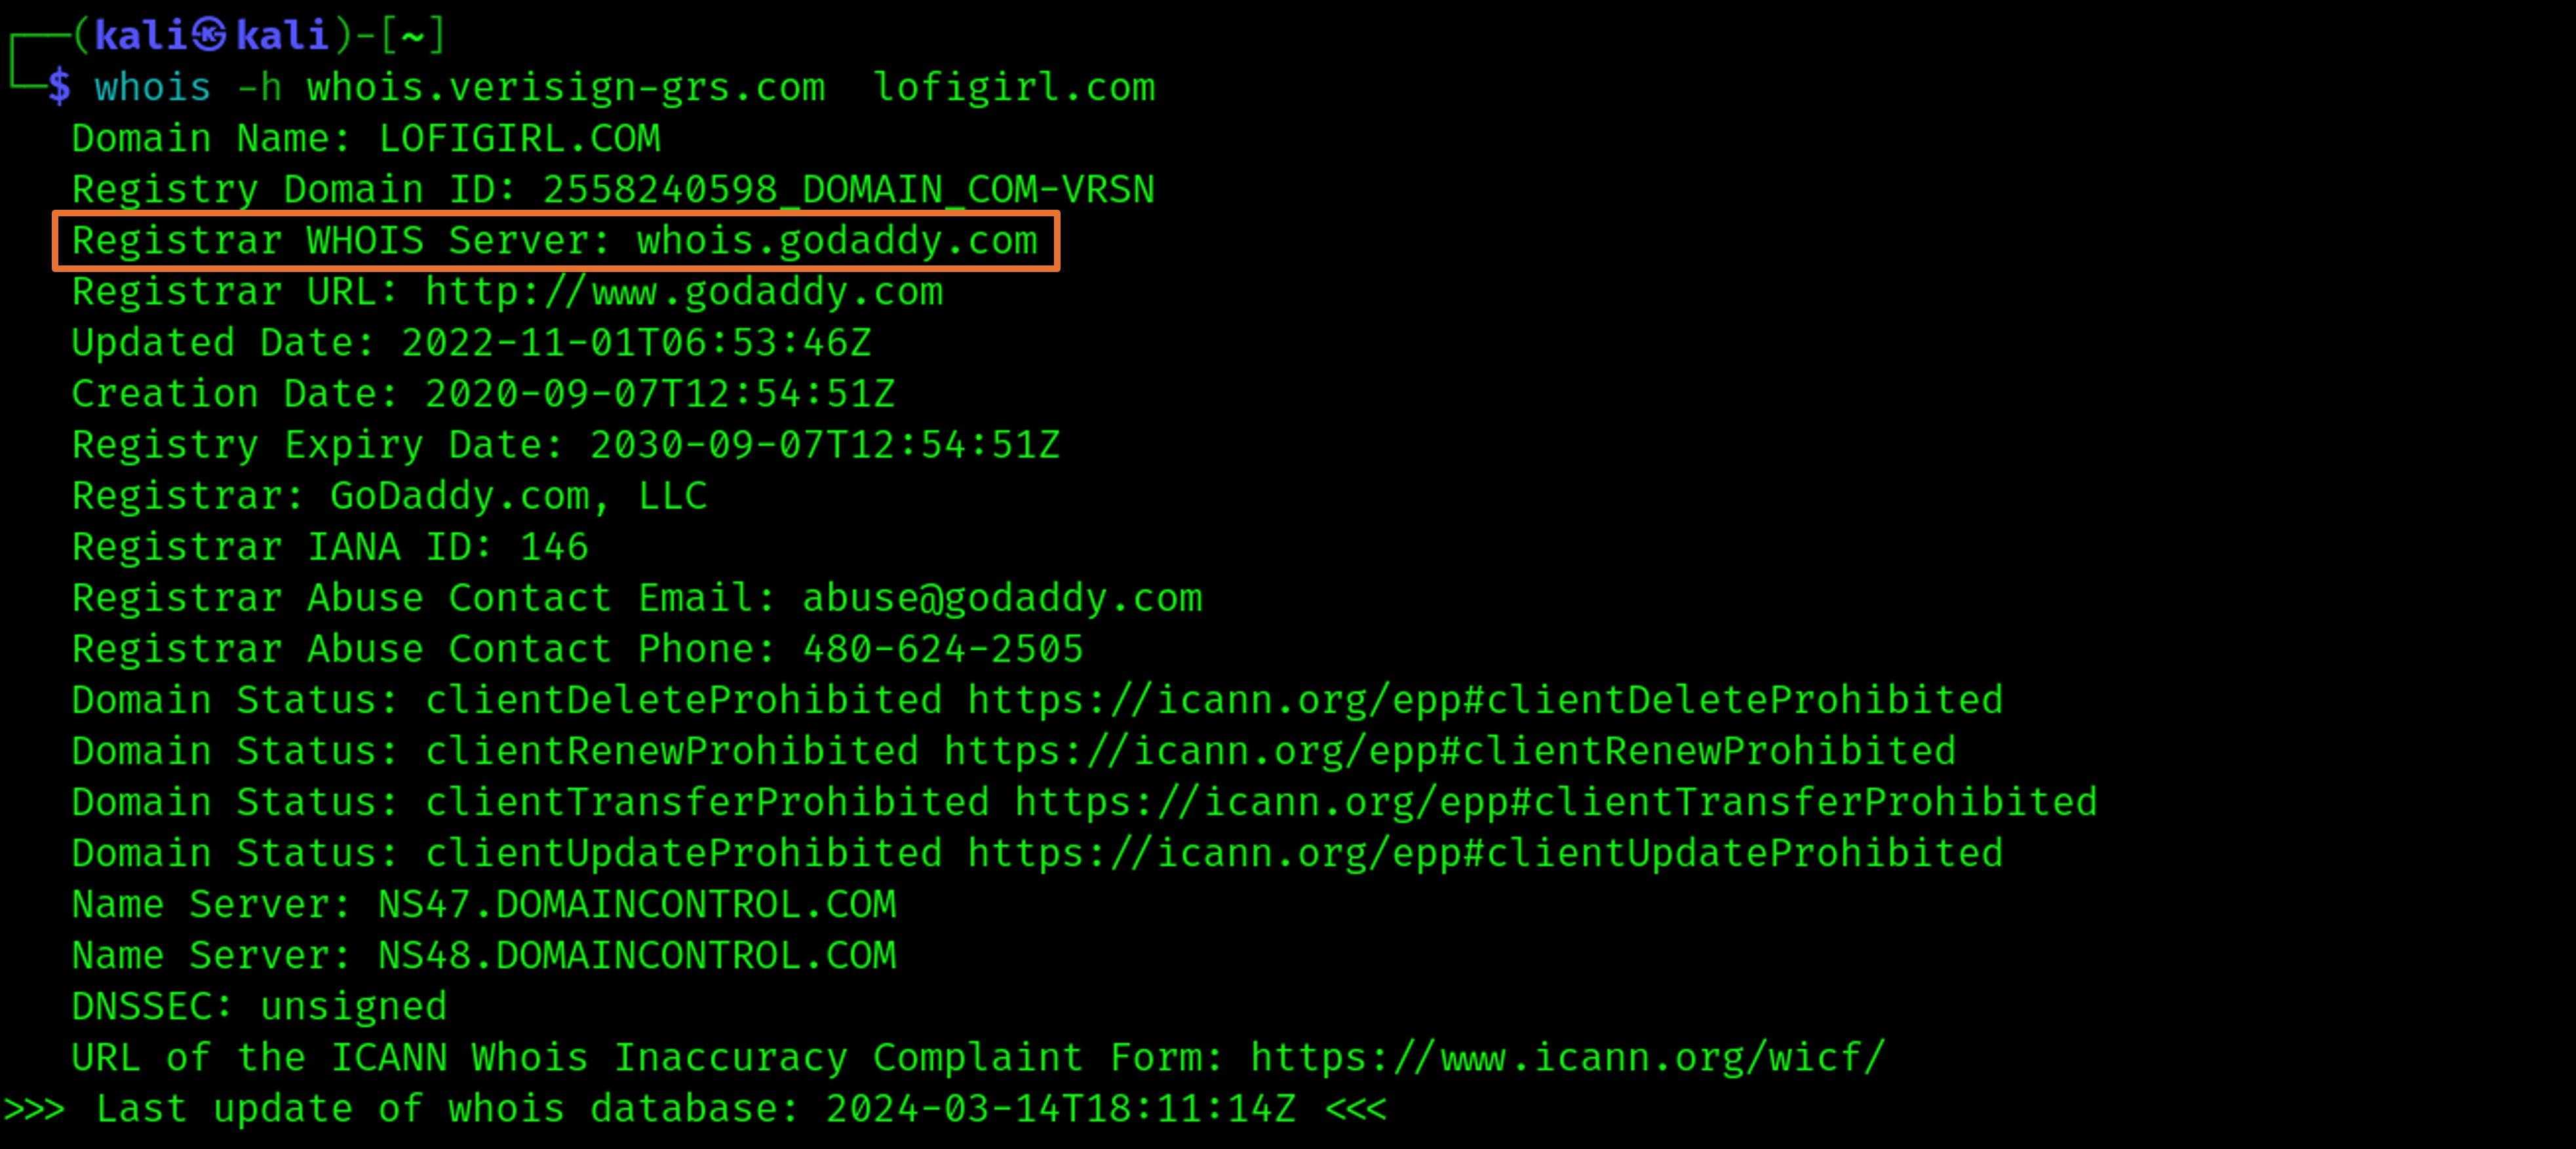 ┌──(kali㉿kali)-[~]
└─$ whois -h whois.verisign-grs.com  lofigirl.com
Domain Name: LOFIGIRL.COM
Registry Domain ID: 2558240598_DOMAIN_COM-VRSN
Registrar WHOIS Server: whois.godaddy.com
Registrar URL: http://www.godaddy.com
Updated Date: 2022-11-01T06:53:46Z
Creation Date: 2020-09-07T12:54:51Z
Registry Expiry Date: 2030-09-07T12:54:51Z
Registrar: GoDaddy.com, LLC
Registrar IANA ID: 146
Registrar Abuse Contact Email: abuse@godaddy.com
Registrar Abuse Contact Phone: 480-624-2505
Domain Status: clientDeleteProhibited https://icann.org/epp#clientDeleteProhibited
Domain Status: clientRenewProhibited https://icann.org/epp#clientRenewProhibited
Domain Status: clientTransferProhibited https://icann.org/epp#clientTransferProhibited
Domain Status: clientUpdateProhibited https://icann.org/epp#clientUpdateProhibited
Name Server: NS47.DOMAINCONTROL.COM
Name Server: NS48.DOMAINCONTROL.COM
DNSSEC: unsigned
URL of the ICANN Whois Inaccuracy Complaint Form: https://www.icann.org/wicf/
>>> Last update of whois database: 2024-03-14T18:11:14Z <<<